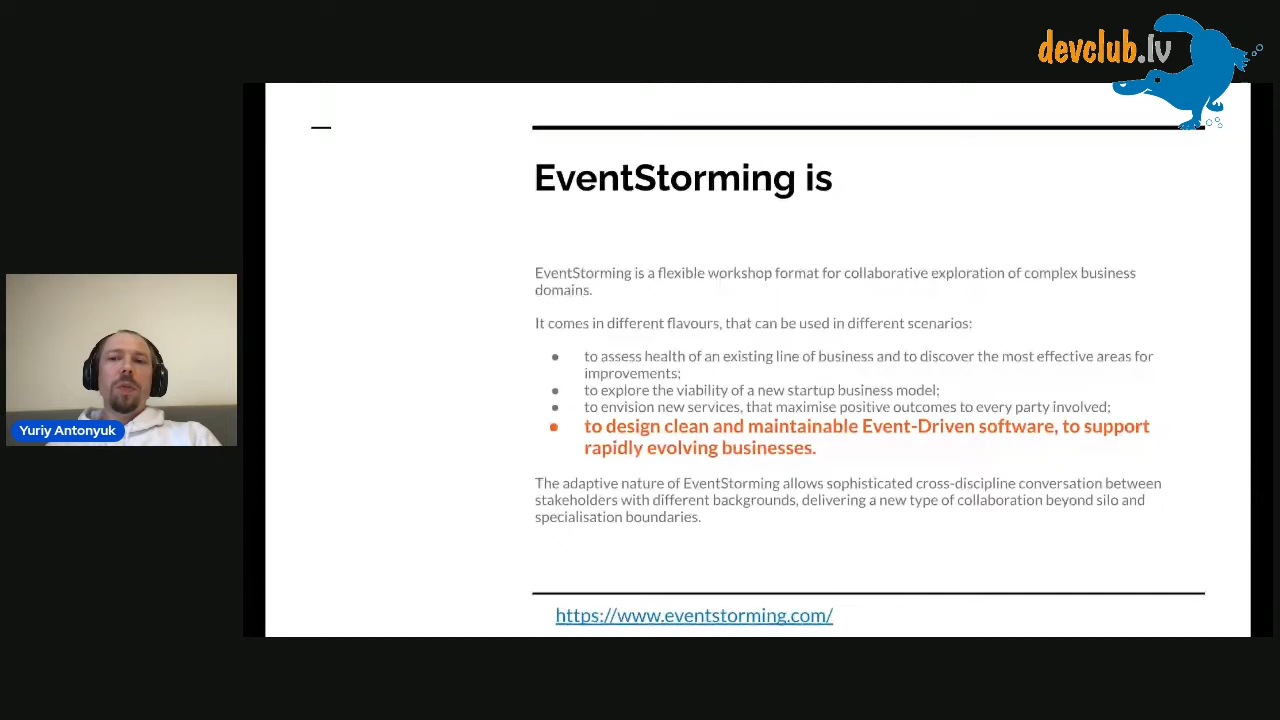 devclub.lv
EventStorming is
EventStorming is a flexible workshop format for collaborative exploration of complex business
domains.
It comes in different flavours, that can be used in different scenarios:
● to assess health of an existing line of business and to discover the most effective areas for
improvements;
● to explore the viability of a new startup business model;
● to envision new services, that maximise positive outcomes to every party involved;
● to design clean and maintainable Event-Driven software, to support
rapidly evolving businesses.
The adaptive nature of EventStorming allows sophisticated cross-discipline conversation between
stakeholders with different backgrounds, delivering a new type of collaboration beyond silo and
specialisation boundaries.
https://www.eventstorming.com/
Yuriy Antonyuk